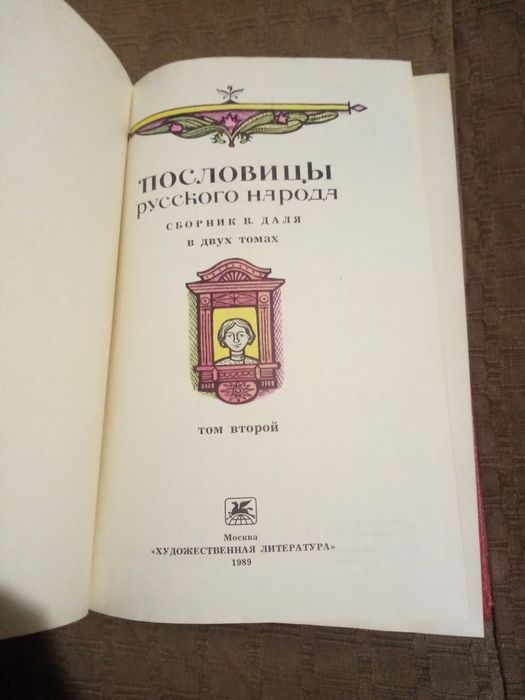 ПОСЛОВИЦЫ
РУССКОГО НАРОДА
СБОРНИК В. ДАЛЯ
В ДВУХ ТОМАХ
ТОМ ВТОРОЙ
Москва
«ХУДОЖЕСТВЕННАЯ ЛИТЕРАТУРА»
1989